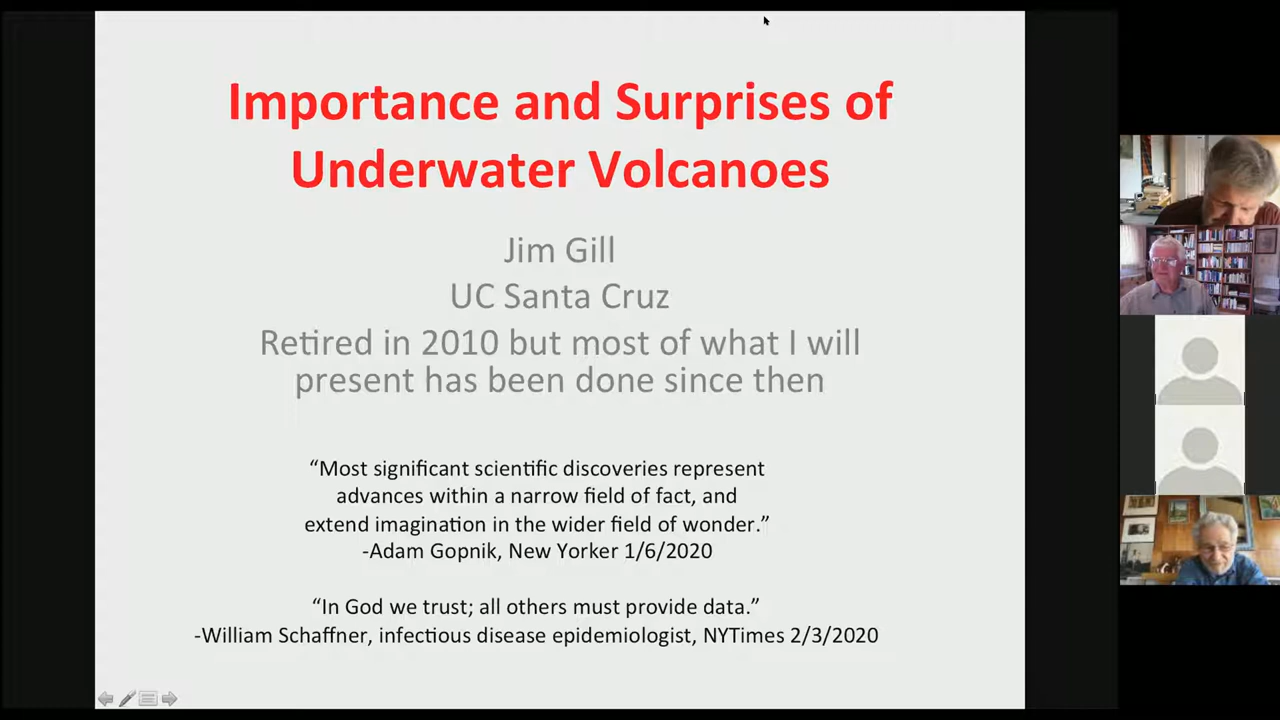 Importance and Surprises of
Underwater Volcanoes
Jim Gill
UC Santa Cruz
Retired in 2010 but most of what I will
present has been done since then
“Most significant scientific discoveries represent
advances within a narrow field of fact, and
extend imagination in the wider field of wonder.”
-Adam Gopnik, New Yorker 1/6/2020
“In God we trust; all others must provide data.”
-William Schaffner, infectious disease epidemiologist, NYTimes 2/3/2020